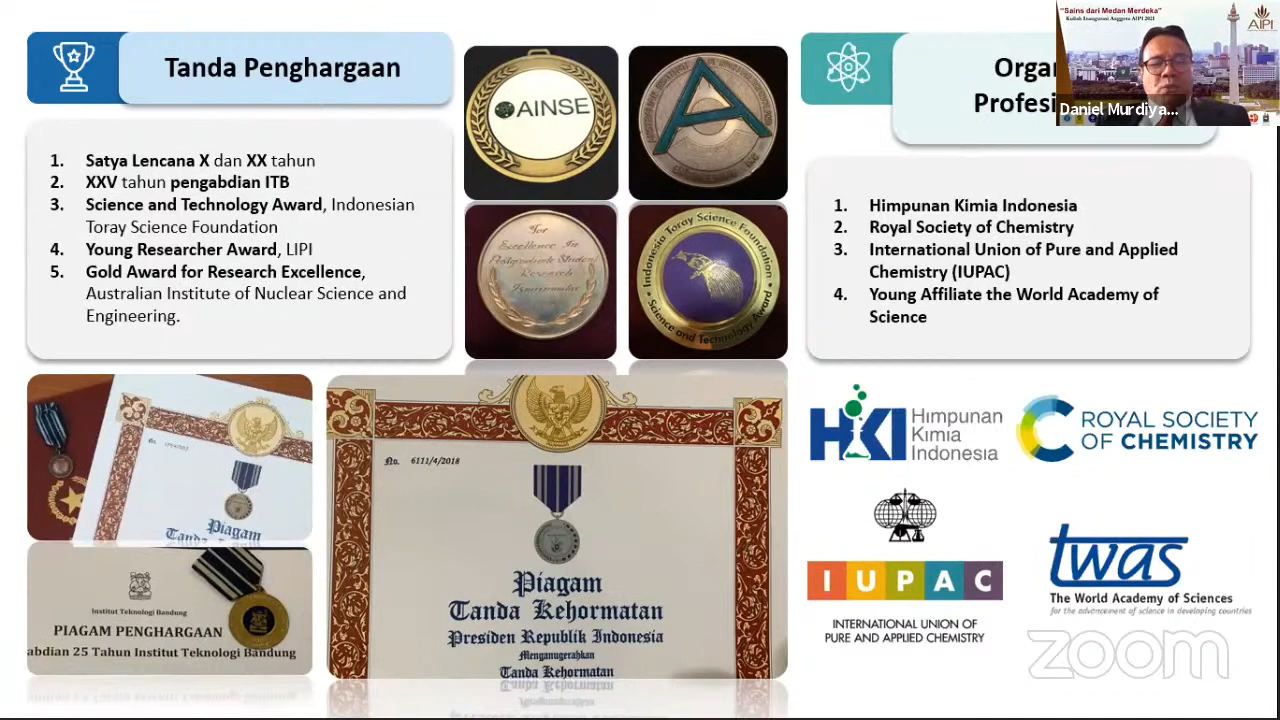 Tanda Penghargaan
1. Satya Lencana X dan XX tahun
2. XXV tahun pengabdian ITB
3. Science and Technology Award, Indonesian
Toray Science Foundation
4. Young Researcher Award, LIPI
5. Gold Award for Research Excellence,
Australian Institute of Nuclear Science and
Engineering.
AINSE
A
For
Excellence In
Postgraduate Student
Research
Indonesia Toray Science Foundation
Science and Technology Award
Orga
Profesi
"Sains dari Medan Merdeka"
Kuliah Inaugurasi Anggota AIPI 2021
AIPI
Daniel Murdiya...
1. Himpunan Kimia Indonesia
2. Royal Society of Chemistry
3. International Union of Pure and Applied
Chemistry (IUPAC)
4. Young Affiliate the World Academy of
Science
Piagam
Institut Teknologi Bandung
PIAGAM PENGHARGAAN
abdian 25 Tahun Institut Teknologi Bandung
No. 6111/4/2018
Piagam
Tanda Kehormatan
Presiden Republik Indonesia
Menganugerahkan
Tanda Kehormatan
HKI
Himpunan
Kimia
Indonesia
ROYAL SOCIETY
OF CHEMISTRY
IUPAC
INTERNATIONAL UNION OF
PURE AND APPLIED CHEMISTRY
twas
The World Academy of Sciences
for the advancement of science in developing countries
zoom